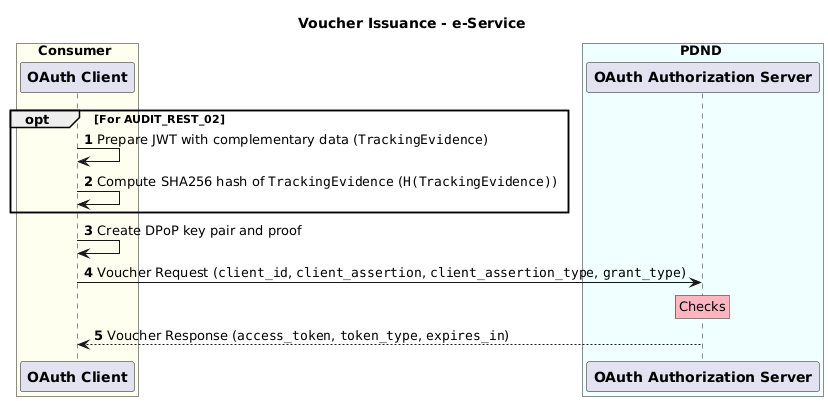 Voucher Issuance - e-Service
Consumer
PDND
OAuth Client
OAuth Authorization Server
opt
[For AUDIT_REST_02]
1 Prepare JWT with complementary data (TrackingEvidence)
2 Compute SHA256 hash of TrackingEvidence (H(TrackingEvidence))
3 Create DPoP key pair and proof
4 Voucher Request (client_id, client_assertion, client_assertion_type, grant_type)
Checks
5 Voucher Response (access_token, token_type, expires_in)
OAuth Client
OAuth Authorization Server